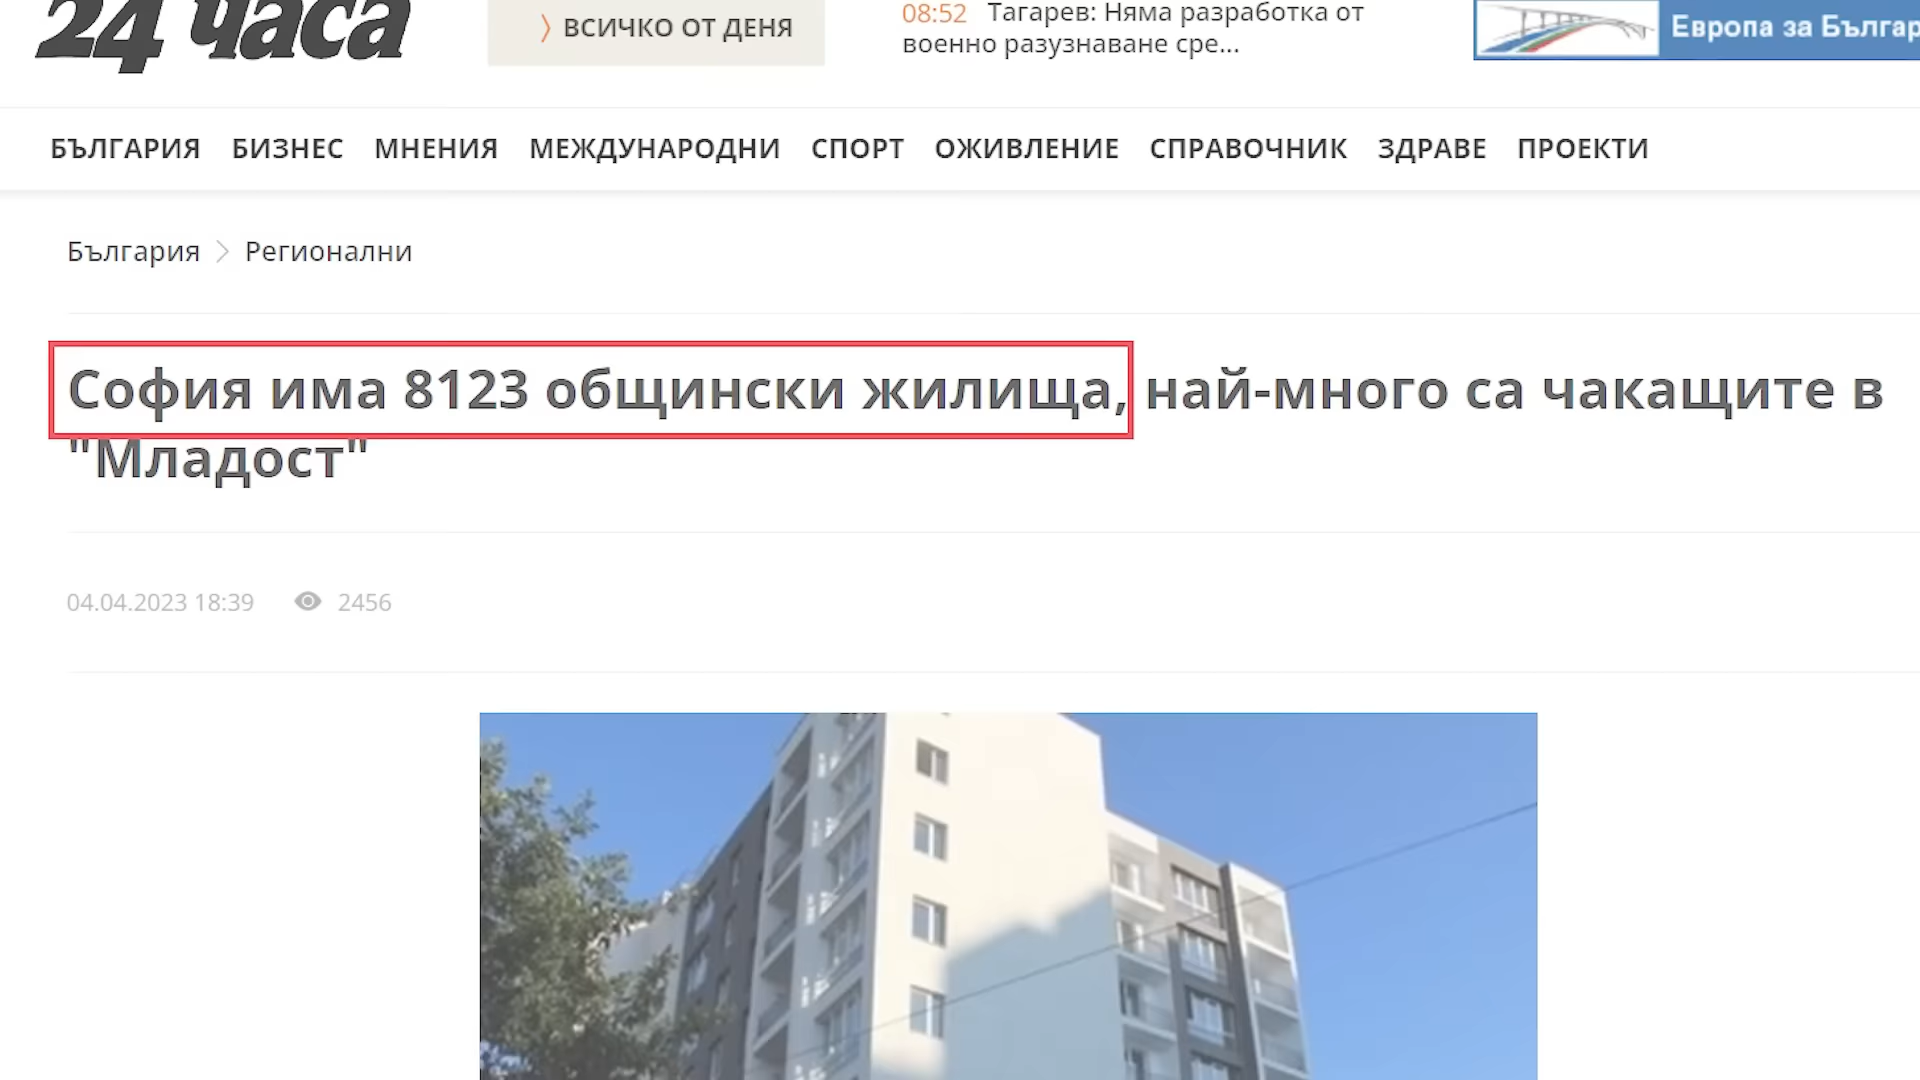 24 часа
ВСИЧКО ОТ ДЕНЯ
08:52 Тагарев: Няма разработка от
военно разузнаване сре...
Европа за Българ
БЪЛГАРИЯ БИЗНЕС МНЕНИЯ МЕЖДУНАРОДНИ СПОРТ ОЖИВЛЕНИЕ СПРАВОЧНИК ЗДРАВЕ ПРОЕКТИ
България > Регионални
София има 8123 общински жилища, най-много са чакащите в
"Младост"
04.04.2023 18:39 2456